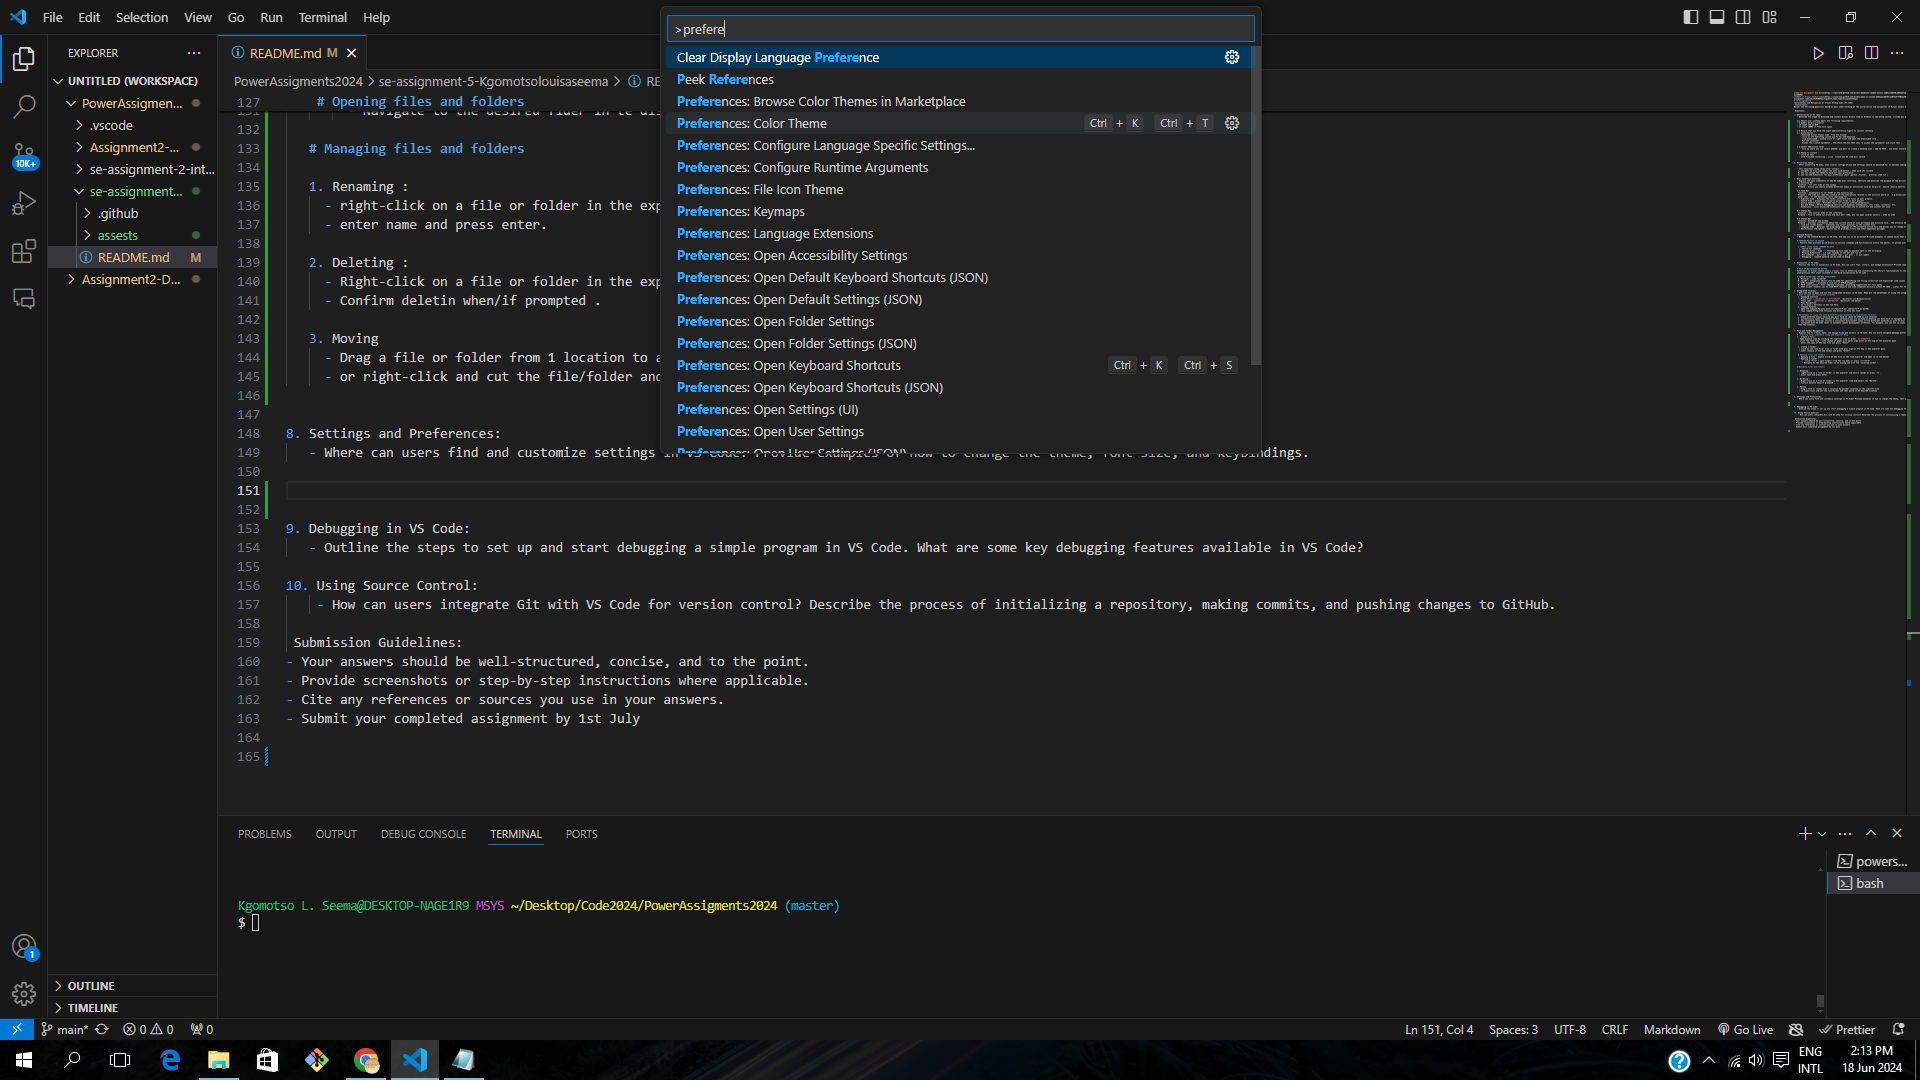 File Edit Selection View Go Run Terminal Help
>prefere
Clear Display Language Preference
Peek References
Preferences: Browse Color Themes in Marketplace
Preferences: Color Theme Ctrl + K Ctrl + T
Preferences: Configure Language Specific Settings...
Preferences: Configure Runtime Arguments
Preferences: File Icon Theme
Preferences: Keymaps
Preferences: Language Extensions
Preferences: Open Accessibility Settings
Preferences: Open Default Keyboard Shortcuts (JSON)
Preferences: Open Default Settings (JSON)
Preferences: Open Folder Settings
Preferences: Open Folder Settings (JSON)
Preferences: Open Keyboard Shortcuts Ctrl + K Ctrl + S
Preferences: Open Keyboard Shortcuts (JSON)
Preferences: Open Settings (UI)
Preferences: Open User Settings
Preferences: Open User Settings (JSON)
EXPLORER
UNTITLED (WORKSPACE)
PowerAssigmen...
.vscode
Assignment2-...
se-assignment-2-int...
se-assignment...
.github
assests
README.md M
Assignment2-D...
OUTLINE
TIMELINE
10K+
1
README.md M
PowerAssigments2024 > se-assignment-5-Kgomotsolouisaseema > RE
127 # Opening files and folders
131
132
133 # Managing files and folders
134
135 1. Renaming :
136 - right-click on a file or folder in the exp
137 - enter name and press enter.
138
139 2. Deleting :
140 - Right-click on a file or folder in the exp
141 - Confirm deletin when/if prompted .
142
143 3. Moving
144 - Drag a file or folder from 1 location to a
145 - or right-click and cut the file/folder and
146
147
148 8. Settings and Preferences:
149 - Where can users find and customize settings in VS Code? how to change the theme, font size, and keybindings.
150
151
152
153 9. Debugging in VS Code:
154 - Outline the steps to set up and start debugging a simple program in VS Code. What are some key debugging features available in VS Code?
155
156 10. Using Source Control:
157 - How can users integrate Git with VS Code for version control? Describe the process of initializing a repository, making commits, and pushing changes to GitHub.
158
159 Submission Guidelines:
160 - Your answers should be well-structured, concise, and to the point.
161 - Provide screenshots or step-by-step instructions where applicable.
162 - Cite any references or sources you use in your answers.
163 - Submit your completed assignment by 1st July
164
165
PROBLEMS OUTPUT DEBUG CONSOLE TERMINAL PORTS
powers...
bash
Kgomotso L. Seema@DESKTOP-NAGE1R9 MSYS ~/Desktop/Code2024/PowerAssigments2024 (master)
$
main* 0 0 0 Ln 151, Col 4 Spaces: 3 UTF-8 CRLF Markdown Go Live Prettier
ENG
INTL
2:13 PM
18 Jun 2024